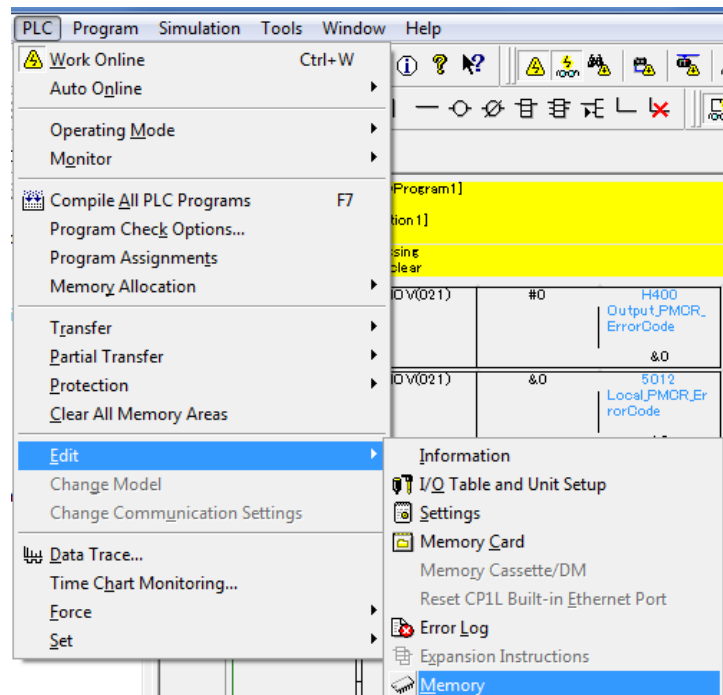 PLC Program Simulation Tools Window Help
Work Online Ctrl+W
Auto Online
Operating Mode
Monitor
Compile All PLC Programs F7
Program Check Options...
Program Assignments
Memory Allocation
Transfer
Partial Transfer
Protection
Clear All Memory Areas
Edit
Change Model
Change Communication Settings
Data Trace...
Time Chart Monitoring...
Force
Set
Information
I/O Table and Unit Setup
Settings
Memory Card
Memory Cassette/DM
Reset CP1L Built-in Ethernet Port
Error Log
Expansion Instructions
Memory
Program1]
tion1]
sing
clear
OV(021) #0 H400
Output_PMCR_
ErrorCode
&0
OV(021) &0 5012
Local_PMCR_Er
rorCode